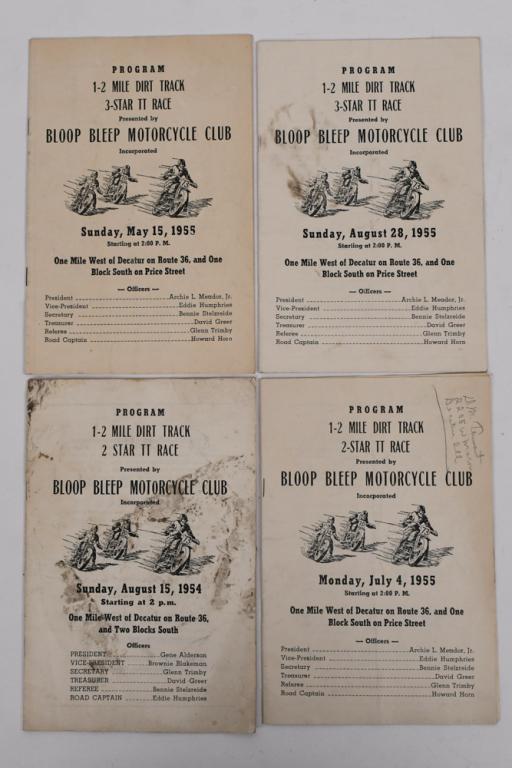 PROGRAM
1-2 MILE DIRT TRACK
3-STAR TT RACE
Presented by
BLOOP BLEEP MOTORCYCLE CLUB
Incorporated
Sunday, May 15, 1955
Starting at 2:00 P. M.
One Mile West of Decatur on Route 36, and One
Block South on Price Street
— Officers —
President Archie L. Meador, Jr.
Vice-President Eddie Humphries
Secretary Bennie Stelzreide
Treasurer David Greer
Referee Glenn Trimby
Road Captain Howard Horn
PROGRAM
1-2 MILE DIRT TRACK
3-STAR TT RACE
Presented by
BLOOP BLEEP MOTORCYCLE CLUB
Incorporated
Sunday, August 28, 1955
Starting at 2:00 P. M.
One Mile West of Decatur on Route 36, and One
Block South on Price Street
— Officers —
President Archie L. Meador, Jr.
Vice-President Eddie Humphries
Secretary Bennie Stelzreide
Treasurer David Greer
Referee Glenn Trimby
Road Captain Howard Horn
PROGRAM
1-2 MILE DIRT TRACK
2 STAR TT RACE
Presented by
BLOOP BLEEP MOTORCYCLE CLUB
Incorporated
Sunday, August 15, 1954
Starting at 2 p.m.
One Mile West of Decatur on Route 36,
and Two Blocks South
Officers
PRESIDENT Gene Alderson
VICE-PRESIDENT Brownie Blakeman
SECRETARY Glenn Trimby
TREASURER David Greer
REFEREE Bennie Stelzreide
ROAD CAPTAIN Eddie Humphries
PROGRAM
1-2 MILE DIRT TRACK
2-STAR TT RACE
Presented by
BLOOP BLEEP MOTORCYCLE CLUB
Incorporated
Monday, July 4, 1955
Starting at 2:00 P. M.
One Mile West of Decatur on Route 36, and One
Block South on Price Street
— Officers —
President Archie L. Meador, Jr.
Vice-President Eddie Humphries
Secretary Bennie Stelzreide
Treasurer David Greer
Referee Glenn Trimby
Road Captain Howard Horn